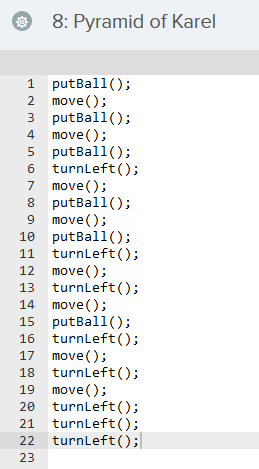 8: Pyramid of Karel
1 putBall();
2 move();
3 putBall();
4 move();
5 putBall();
6 turnLeft();
7 move();
8 putBall();
9 move();
10 putBall();
11 turnLeft();
12 move();
13 turnLeft();
14 move();
15 putBall();
16 turnLeft();
17 move();
18 turnLeft();
19 move();
20 turnLeft();
21 turnLeft();
22 turnLeft();
23